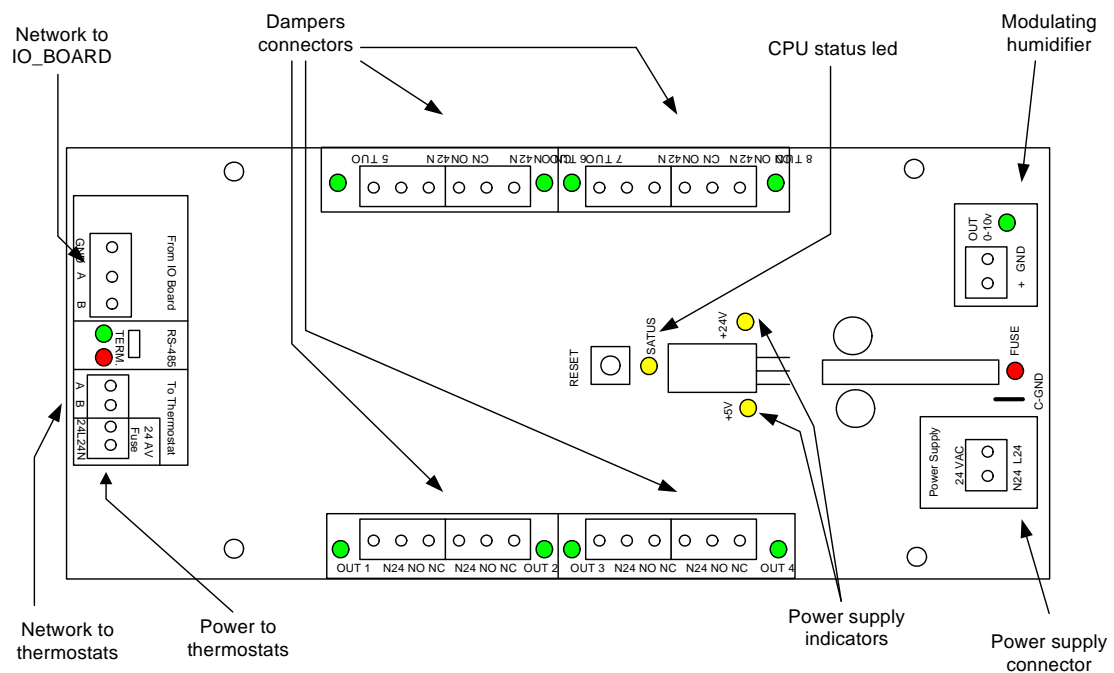 Network to
IO_BOARD
Dampers
connectors
CPU status led
Modulating
humidifier
OUT 5
N24 NO NC
N24 NO NC
OUT 6
OUT 7
N24 NO NC
N24 NO NC
OUT 8
GND
A
B
From IO Board
TERM.
RS-485
A
B
To Thermostat
24L24N
Fuse
24 AV
RESET
SATUS
+24V
+5V
OUT
0-10v
+ GND
FUSE
C-GND
Power Supply
24 VAC
N24 L24
OUT 1 N24 NO NC N24 NO NC OUT 2 OUT 3 N24 NO NC N24 NO NC OUT 4
Network to
thermostats
Power to
thermostats
Power supply
indicators
Power supply
connector